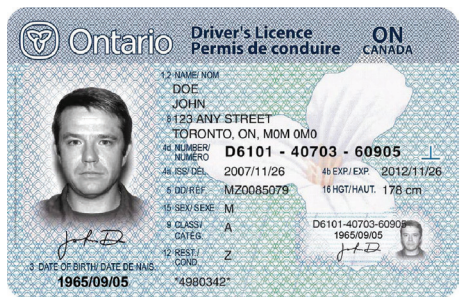 Ontario
Driver's Licence
Permis de conduire
ON
CANADA
1,2 NAME/ NOM
DOE
JOHN
8 123 ANY STREET
TORONTO, ON, M0M 0M0
4d NUMBER/ NUMÉRO D6101 - 40703 - 60905
4a ISS/ DÉL. 2007/11/26 4b EXP./ EXP. 2012/11/26
5 DD/RÉF. MZ0085079 16 HGT/HAUT. 178 cm
15 SEX/ SEXE M
9 CLASS/ CATÉG. A
12 REST./ COND. Z
*4980342*
D6101-40703-60905
1965/09/05
John D
John D
3 DATE OF BIRTH/ DATE DE NAIS.
1965/09/05